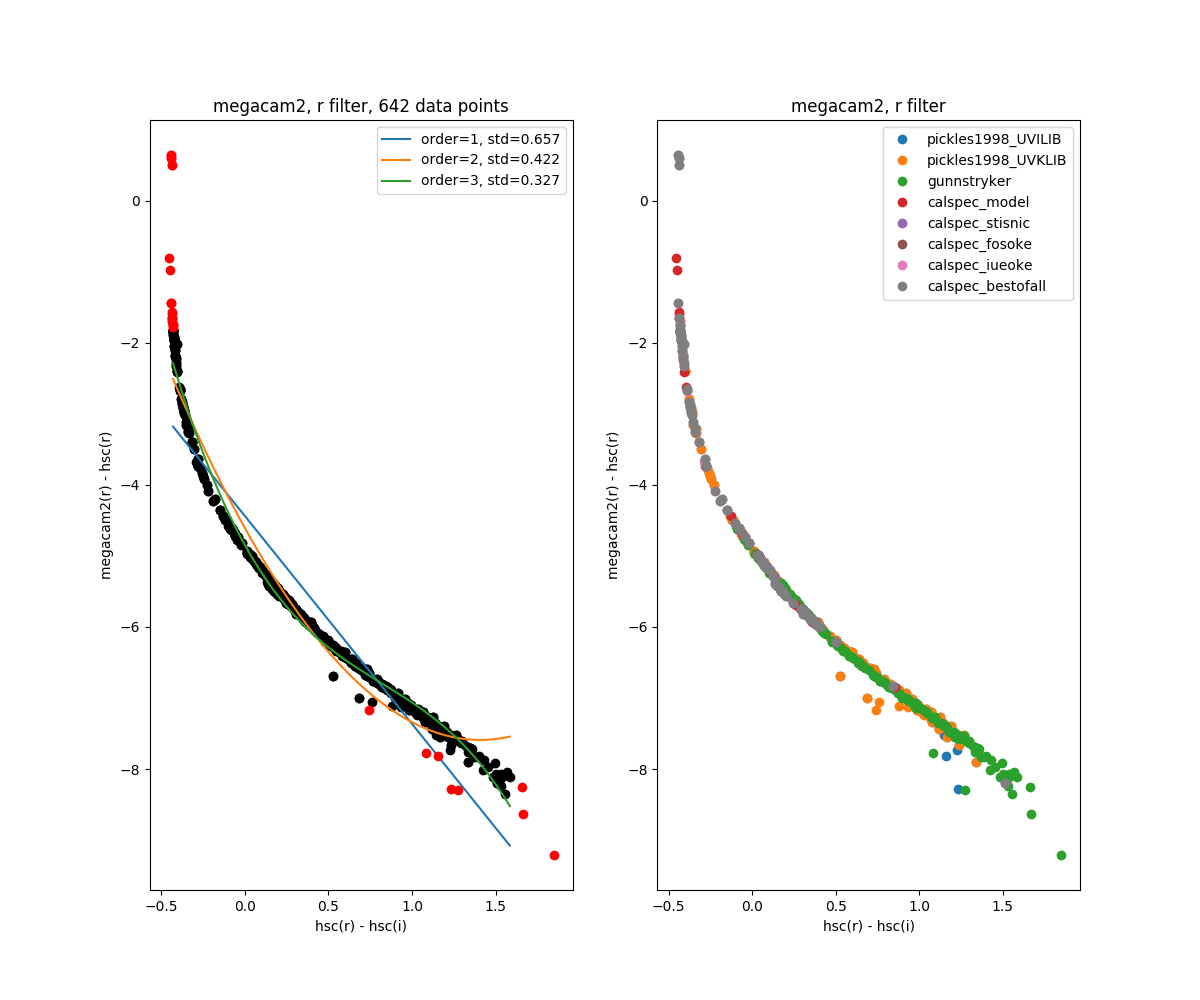 megacam2, r filter, 642 data points
order=1, std=0.657
order=2, std=0.422
order=3, std=0.327
0
−2
−4
−6
−8
megacam2(r) - hsc(r)
−0.5
0.0
0.5
1.0
1.5
hsc(r) - hsc(i)
megacam2, r filter
pickles1998_UVILIB
pickles1998_UVKLIB
gunnstryker
calspec_model
calspec_stisnic
calspec_fosoke
calspec_iueoke
calspec_bestofall
0
−2
−4
−6
−8
megacam2(r) - hsc(r)
−0.5
0.0
0.5
1.0
1.5
hsc(r) - hsc(i)